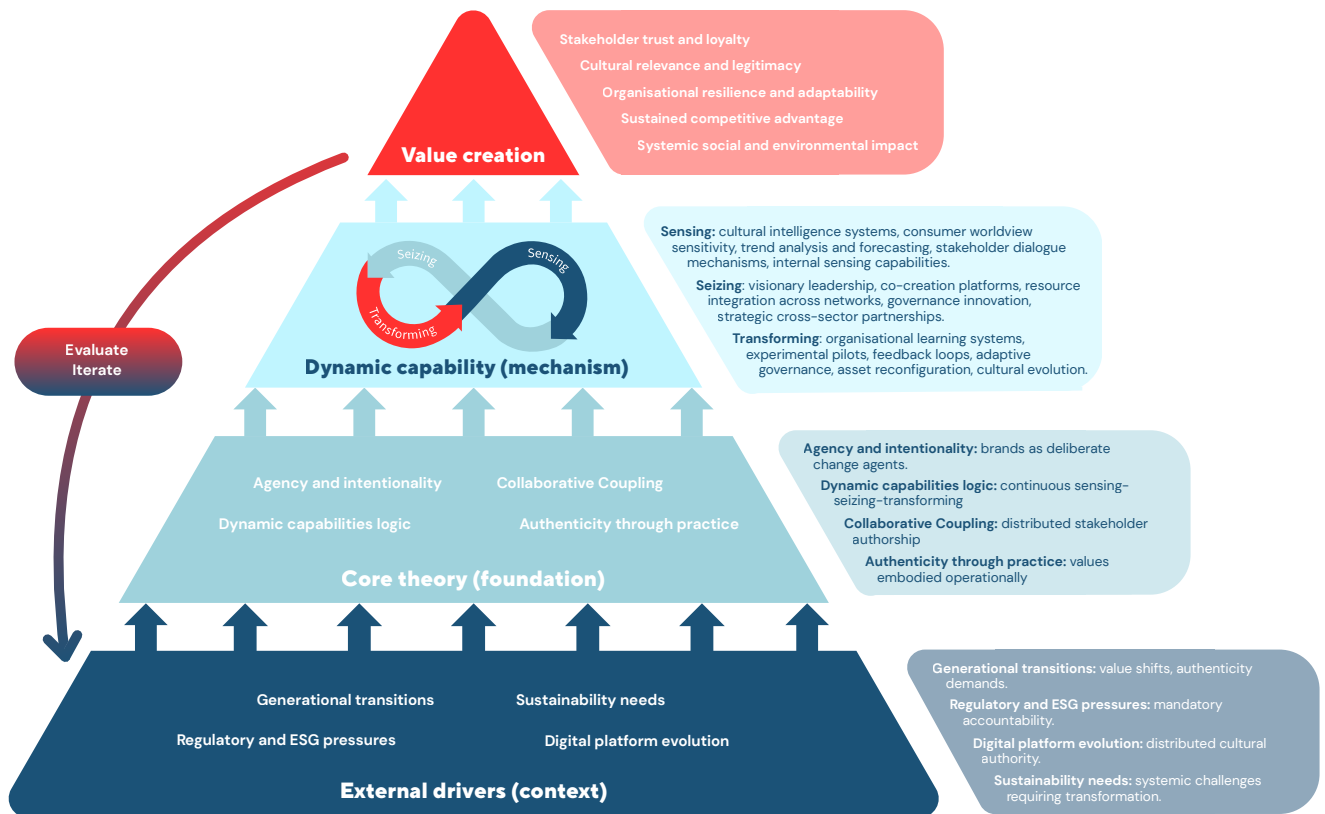 Stakeholder trust and loyalty
Cultural relevance and legitimacy
Organisational resilience and adaptability
Sustained competitive advantage
Systemic social and environmental impact
Value creation
Sensing: cultural intelligence systems, consumer worldview
sensitivity, trend analysis and forecasting, stakeholder dialogue
mechanisms, internal sensing capabilities.
Seizing: visionary leadership, co-creation platforms, resource
integration across networks, governance innovation,
strategic cross-sector partnerships.
Transforming: organisational learning systems,
experimental pilots, feedback loops, adaptive
governance, asset reconfiguration, cultural evolution.
Seizing
Sensing
Transforming
Dynamic capability (mechanism)
Evaluate
Iterate
Agency and intentionality: brands as deliberate
change agents.
Dynamic capabilities logic: continuous sensing-
seizing-transforming
Collaborative Coupling: distributed stakeholder
authorship
Authenticity through practice: values
embodied operationally
Agency and intentionality
Collaborative Coupling
Dynamic capabilities logic
Authenticity through practice
Core theory (foundation)
Generational transitions: value shifts, authenticity
demands.
Regulatory and ESG pressures: mandatory
accountability.
Digital platform evolution: distributed cultural
authority.
Sustainability needs: systemic challenges
requiring transformation.
Generational transitions
Sustainability needs
Regulatory and ESG pressures
Digital platform evolution
External drivers (context)